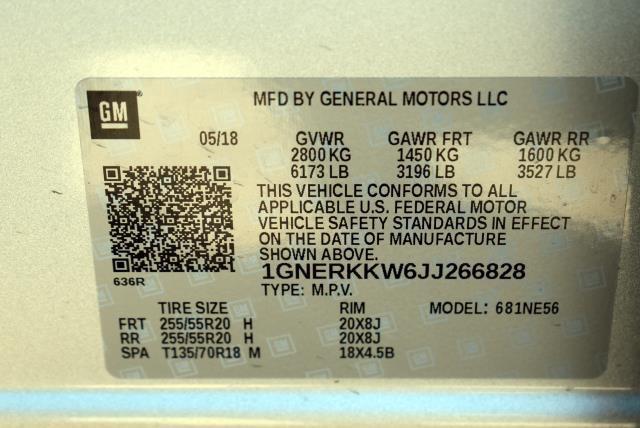 GM
MFD BY GENERAL MOTORS LLC
05/18 GVWR GAWR FRT GAWR RR
2800 KG 1450 KG 1600 KG
6173 LB 3196 LB 3527 LB
THIS VEHICLE CONFORMS TO ALL
APPLICABLE U.S. FEDERAL MOTOR
VEHICLE SAFETY STANDARDS IN EFFECT
ON THE DATE OF MANUFACTURE
SHOWN ABOVE.
636R
1GNERKKW6JJ266828
TYPE: M.P.V.
TIRE SIZE RIM MODEL: 681NE56
FRT 255/55R20 H 20X8J
RR 255/55R20 H 20X8J
SPA T135/70R18 M 18X4.5B